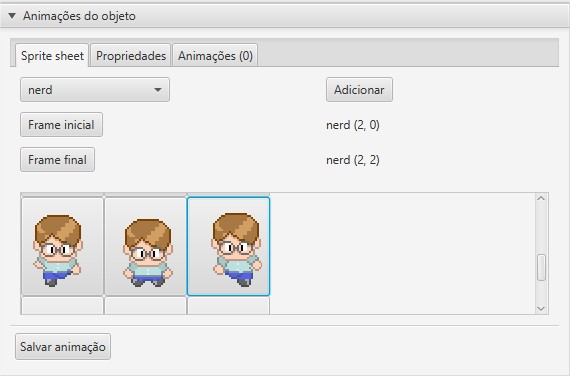 Animações do objeto
Sprite sheet Propriedades Animações (0)
nerd Adicionar
Frame inicial nerd (2, 0)
Frame final nerd (2, 2)
Salvar animação